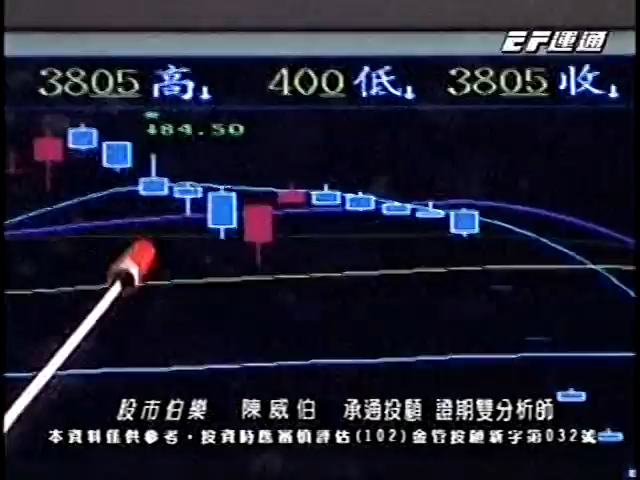 EF運通
3805高↓ 400低↓ 3805收↓
484.50
股市伯樂 陳威伯 承通投顧 證期雙分析師
本資料僅供參考，投資時應審慎評估(102)金管投顧新字第032號